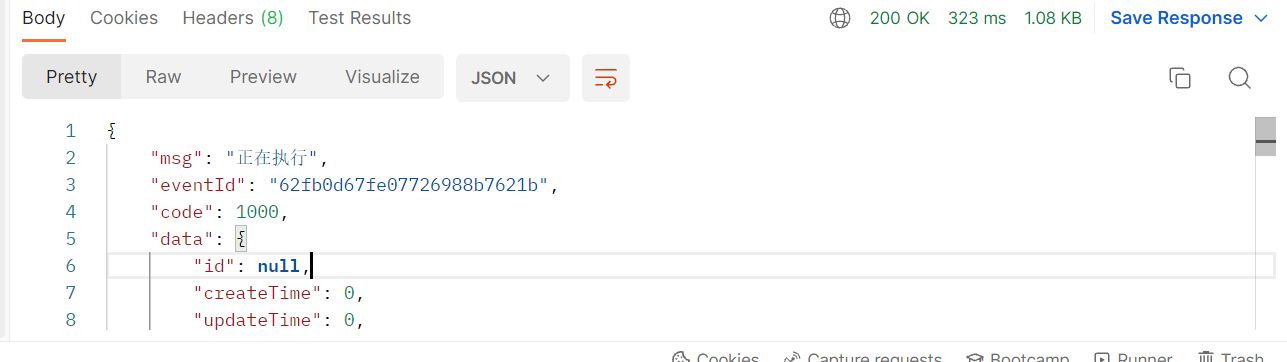 Body Cookies Headers (8) Test Results 200 OK 323 ms 1.08 KB Save Response
Pretty Raw Preview Visualize JSON
1 {
2 "msg": "正在执行",
3 "eventId": "62fb0d67fe07726988b7621b",
4 "code": 1000,
5 "data": {
6 "id": null,
7 "createTime": 0,
8 "updateTime": 0,
Cookies Capture requests Bootcamp Runner Trash